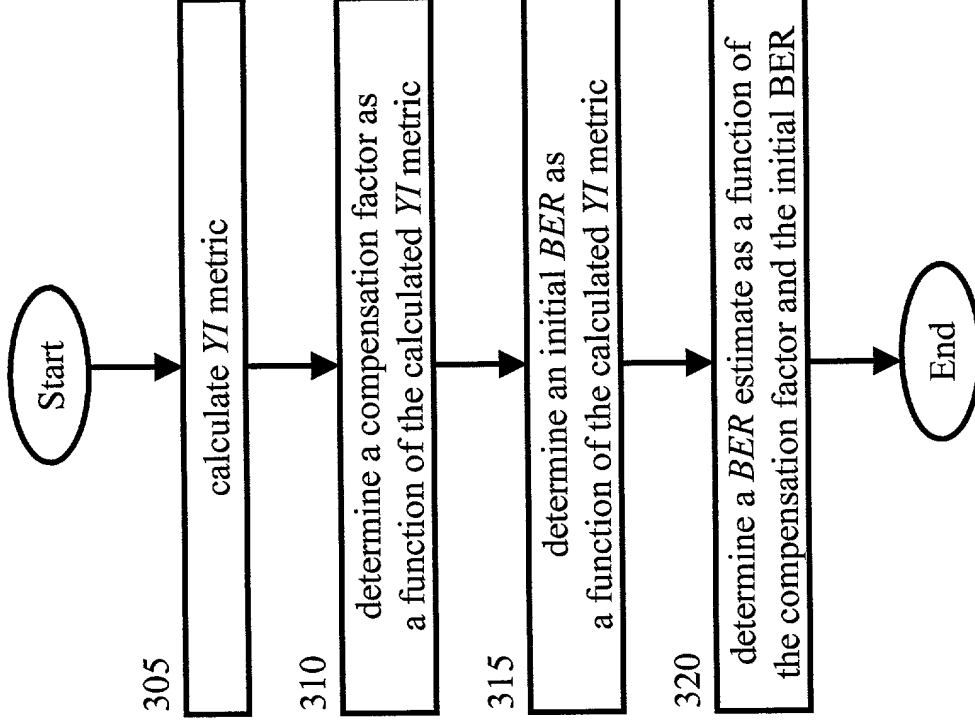 Start
305
calculate YI metric
310
determine a compensation factor as
a function of the calculated YI metric
315
determine an initial BER as
a function of the calculated YI metric
320
determine a BER estimate as a function of
the compensation factor and the initial BER
End